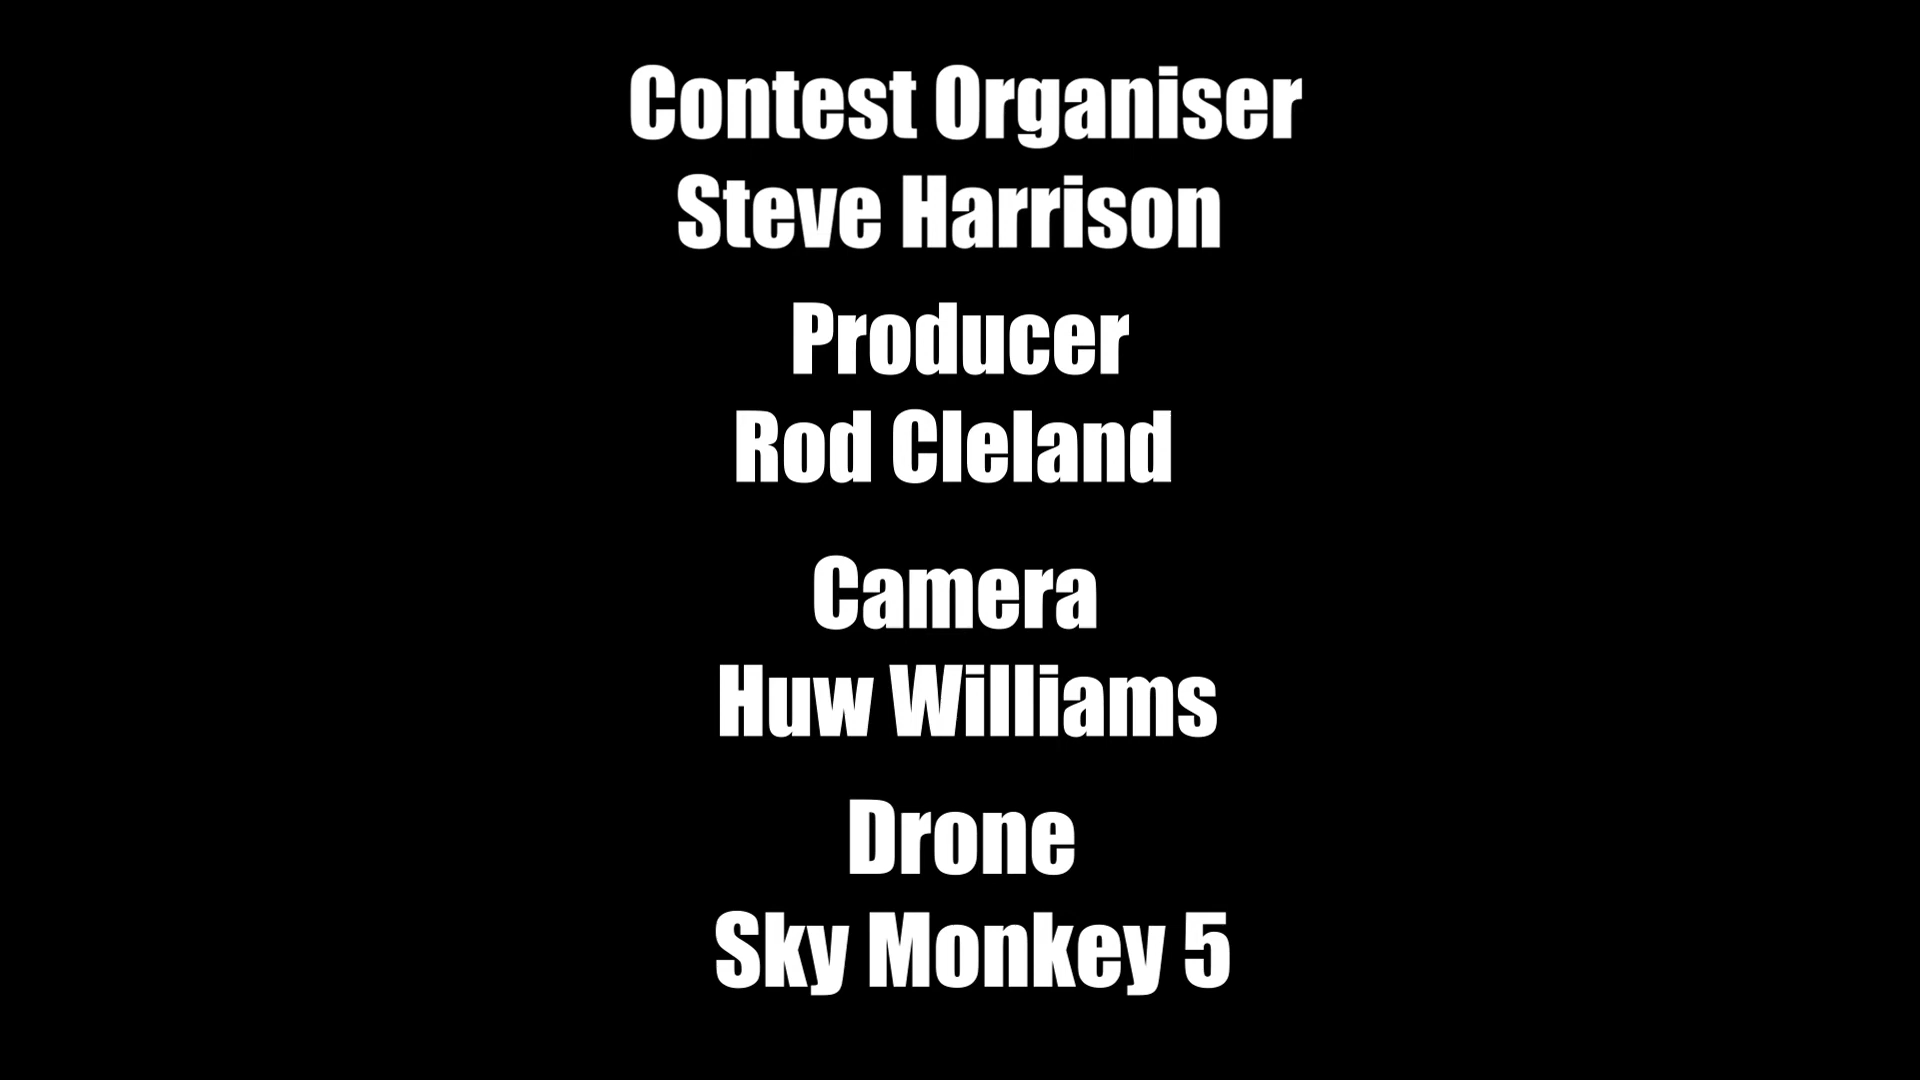 Contest Organiser
Steve Harrison
Producer
Rod Cleland
Camera
Huw Williams
Drone
Sky Monkey 5